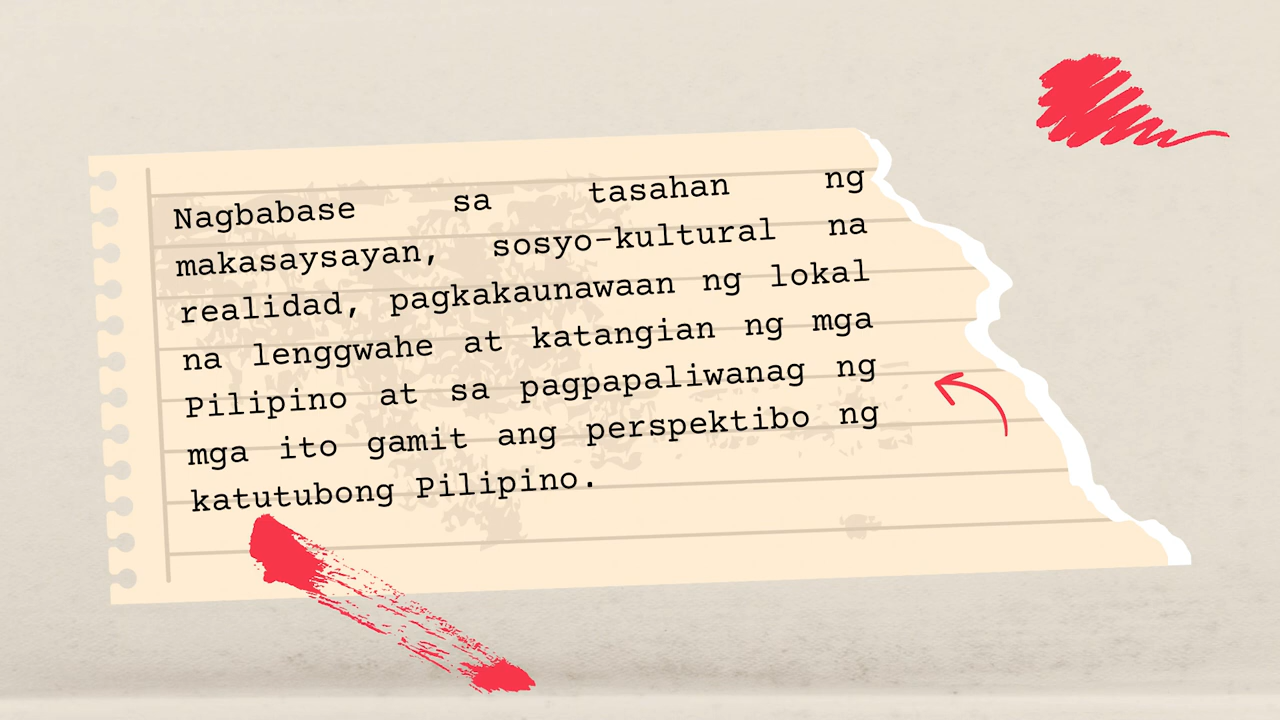 Nagbabase sa tasahan ng
makasaysayan, sosyo-kultural na
realidad, pagkakaunawaan ng lokal
na lenggwahe at katangian ng mga
Pilipino at sa pagpapaliwanag ng
mga ito gamit ang perspektibo ng
katutubong Pilipino.